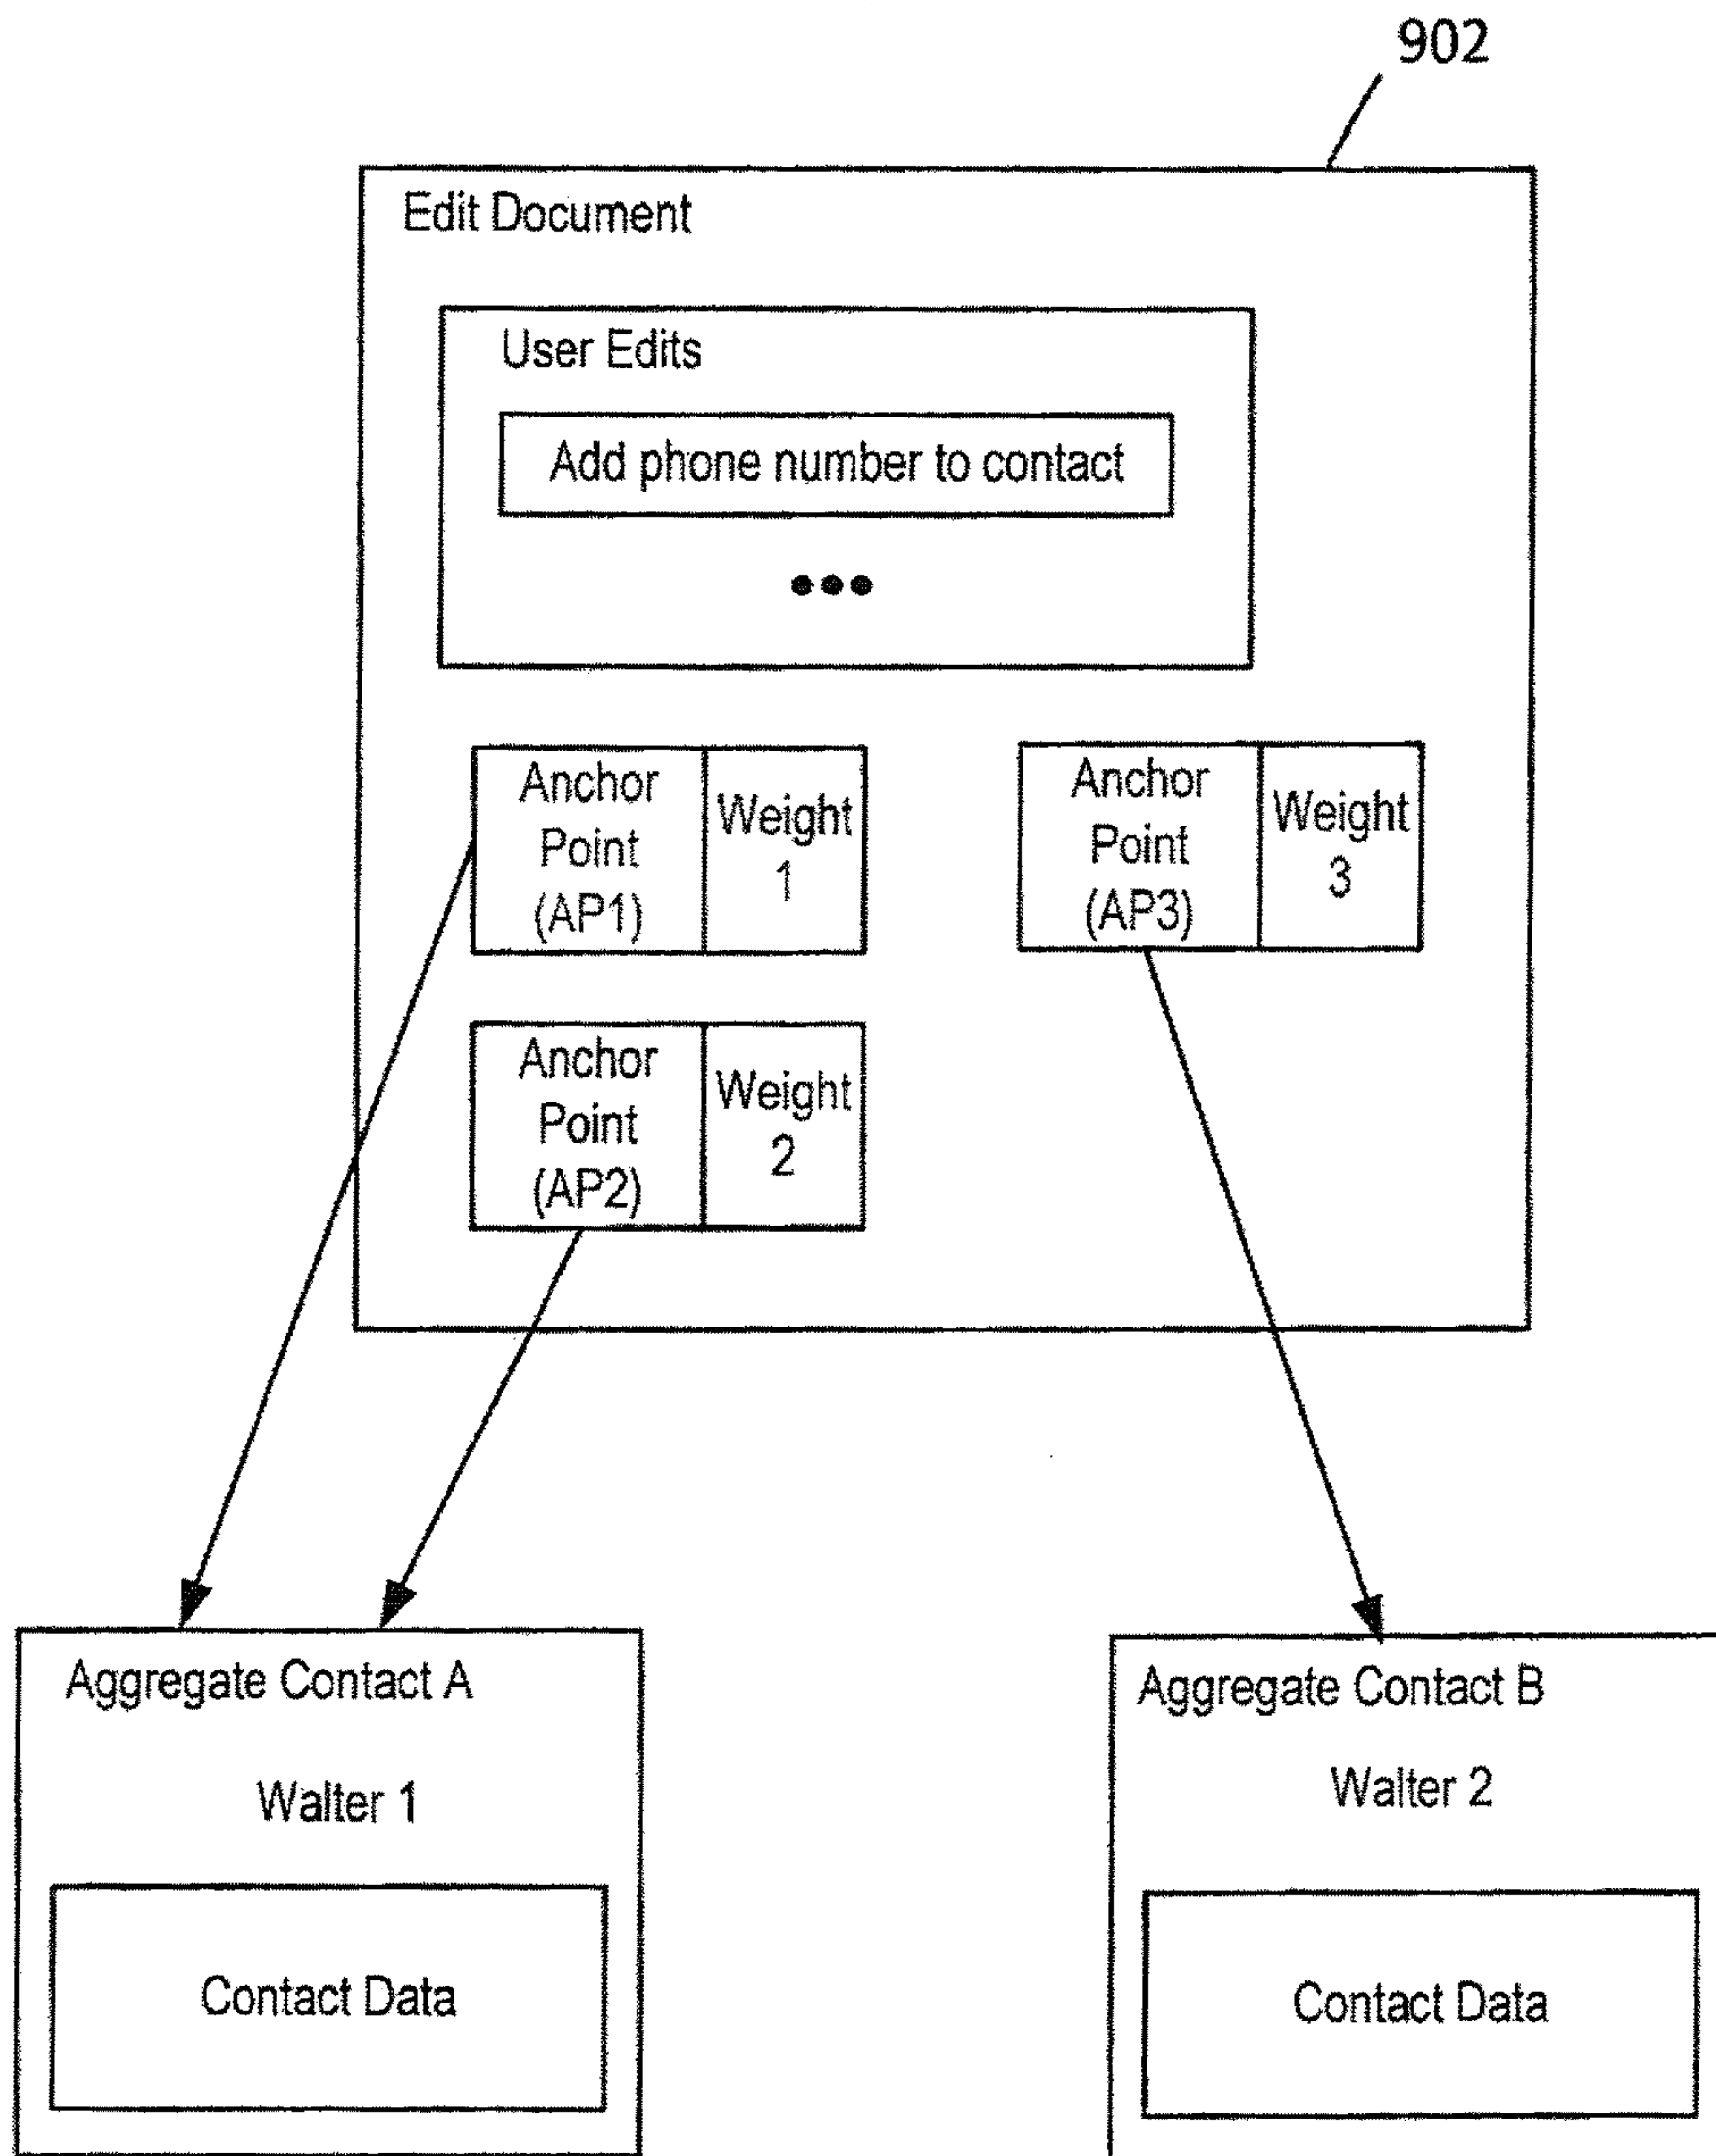 902
Edit Document
User Edits
Add phone number to contact
•••
Anchor
Point
(AP1)
Weight
1
Anchor
Point
(AP3)
Weight
3
Anchor
Point
(AP2)
Weight
2
Aggregate Contact A
Walter 1
Contact Data
Aggregate Contact B
Walter 2
Contact Data